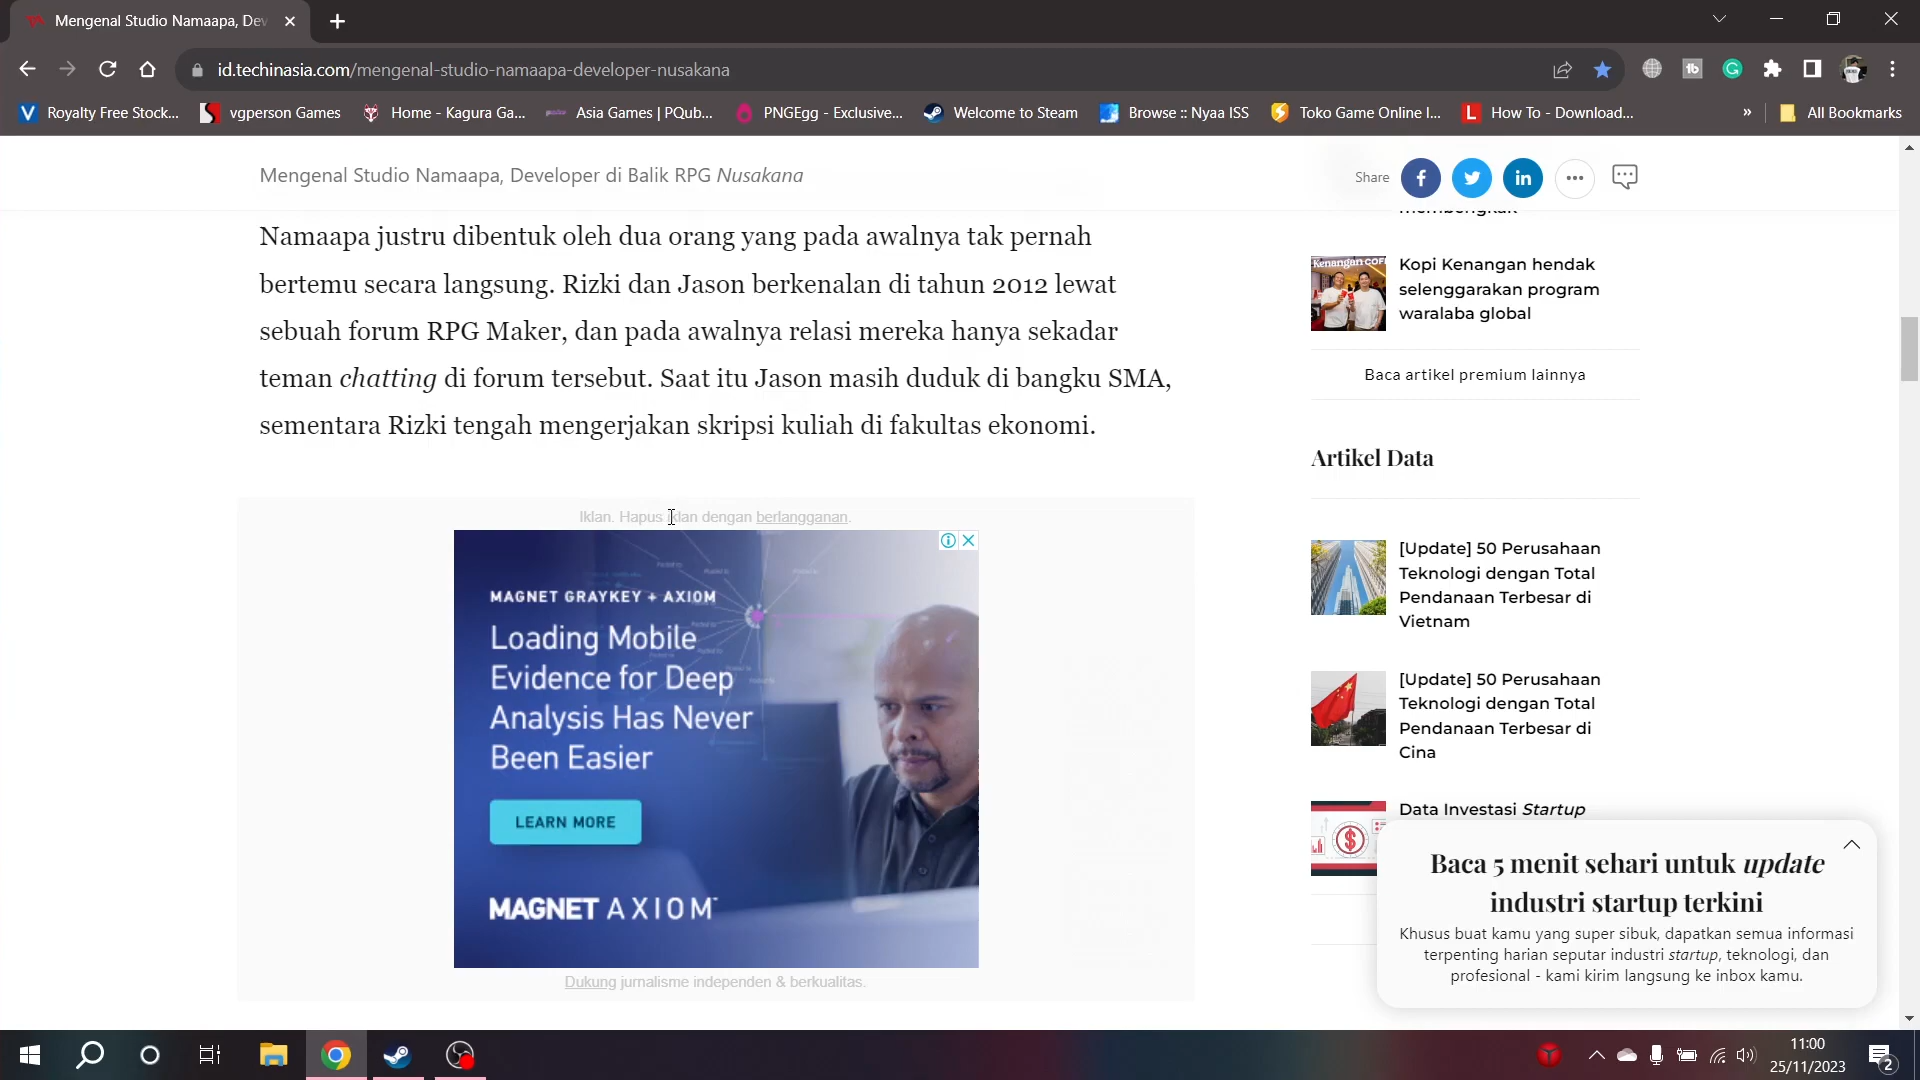 Mengenal Studio Namaapa, Dev
id.techinasia.com/mengenal-studio-namaapa-developer-nusakana
Royalty Free Stock...
vgperson Games
Home - Kagura Ga...
Asia Games | PQub...
PNGEgg - Exclusive...
Welcome to Steam
Browse :: Nyaa ISS
Toko Game Online I...
How To - Download...
»
All Bookmarks
Mengenal Studio Namaapa, Developer di Balik RPG Nusakana
Share
Namaapa justru dibentuk oleh dua orang yang pada awalnya tak pernah
bertemu secara langsung. Rizki dan Jason berkenalan di tahun 2012 lewat
sebuah forum RPG Maker, dan pada awalnya relasi mereka hanya sekadar
teman chatting di forum tersebut. Saat itu Jason masih duduk di bangku SMA,
sementara Rizki tengah mengerjakan skripsi kuliah di fakultas ekonomi.
Iklan. Hapus iklan dengan berlangganan.
MAGNET GRAYKEY + AXIOM
Loading Mobile
Evidence for Deep
Analysis Has Never
Been Easier
LEARN MORE
MAGNET AXIOM
Dukung jurnalisme independen & berkualitas.
membengkak
Kopi Kenangan hendak
selenggarakan program
waralaba global
Baca artikel premium lainnya
Artikel Data
[Update] 50 Perusahaan
Teknologi dengan Total
Pendanaan Terbesar di
Vietnam
[Update] 50 Perusahaan
Teknologi dengan Total
Pendanaan Terbesar di
Cina
Data Investasi Startup
Baca 5 menit sehari untuk update
industri startup terkini
Khusus buat kamu yang super sibuk, dapatkan semua informasi
terpenting harian seputar industri startup, teknologi, dan
profesional - kami kirim langsung ke inbox kamu.
11:00
25/11/2023
2